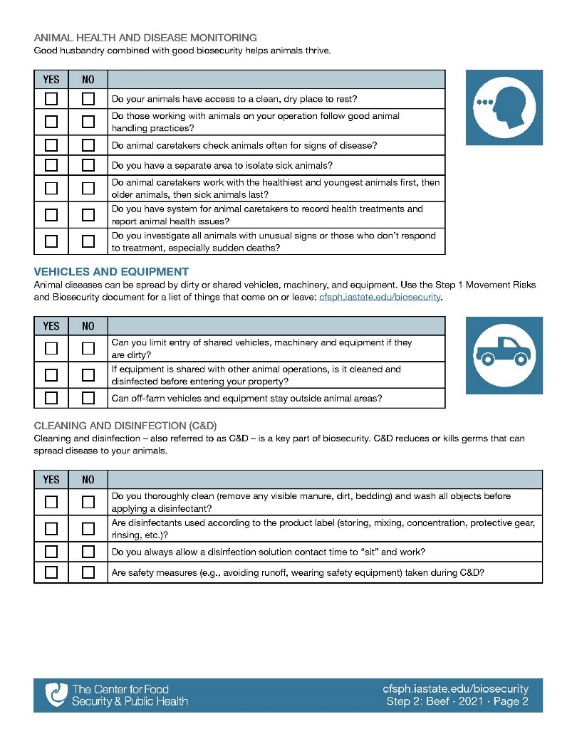 ANIMAL HEALTH AND DISEASE MONITORING
Good husbandry combined with good biosecurity helps animals thrive.
YES NO
Do your animals have access to a clean, dry place to rest?
Do those working with animals on your operation follow good animal
handling practices?
Do animal caretakers check animals often for signs of disease?
Do you have a separate area to isolate sick animals?
Do animal caretakers work with the healthiest and youngest animals first, then
older animals, then sick animals last?
Do you have system for animal caretakers to record health treatments and
report animal health issues?
Do you investigate all animals with unusual signs or those who don't respond
to treatment, especially sudden deaths?
VEHICLES AND EQUIPMENT
Animal diseases can be spread by dirty or shared vehicles, machinery, and equipment. Use the Step 1 Movement Risks
and Biosecurity document for a list of things that come on or leave: cfsph.iastate.edu/biosecurity.
YES NO
Can you limit entry of shared vehicles, machinery and equipment if they
are dirty?
If equipment is shared with other animal operations, is it cleaned and
disinfected before entering your property?
Can off-farm vehicles and equipment stay outside animal areas?
CLEANING AND DISINFECTION (C&D)
Cleaning and disinfection – also referred to as C&D – is a key part of biosecurity. C&D reduces or kills germs that can
spread disease to your animals.
YES NO
Do you thoroughly clean (remove any visible manure, dirt, bedding) and wash all objects before
applying a disinfectant?
Are disinfectants used according to the product label (storing, mixing, concentration, protective gear,
rinsing, etc.)?
Do you always allow a disinfection solution contact time to "sit" and work?
Are safety measures (e.g., avoiding runoff, wearing safety equipment) taken during C&D?
The Center for Food
Security & Public Health
cfsph.iastate.edu/biosecurity
Step 2: Beef · 2021 · Page 2